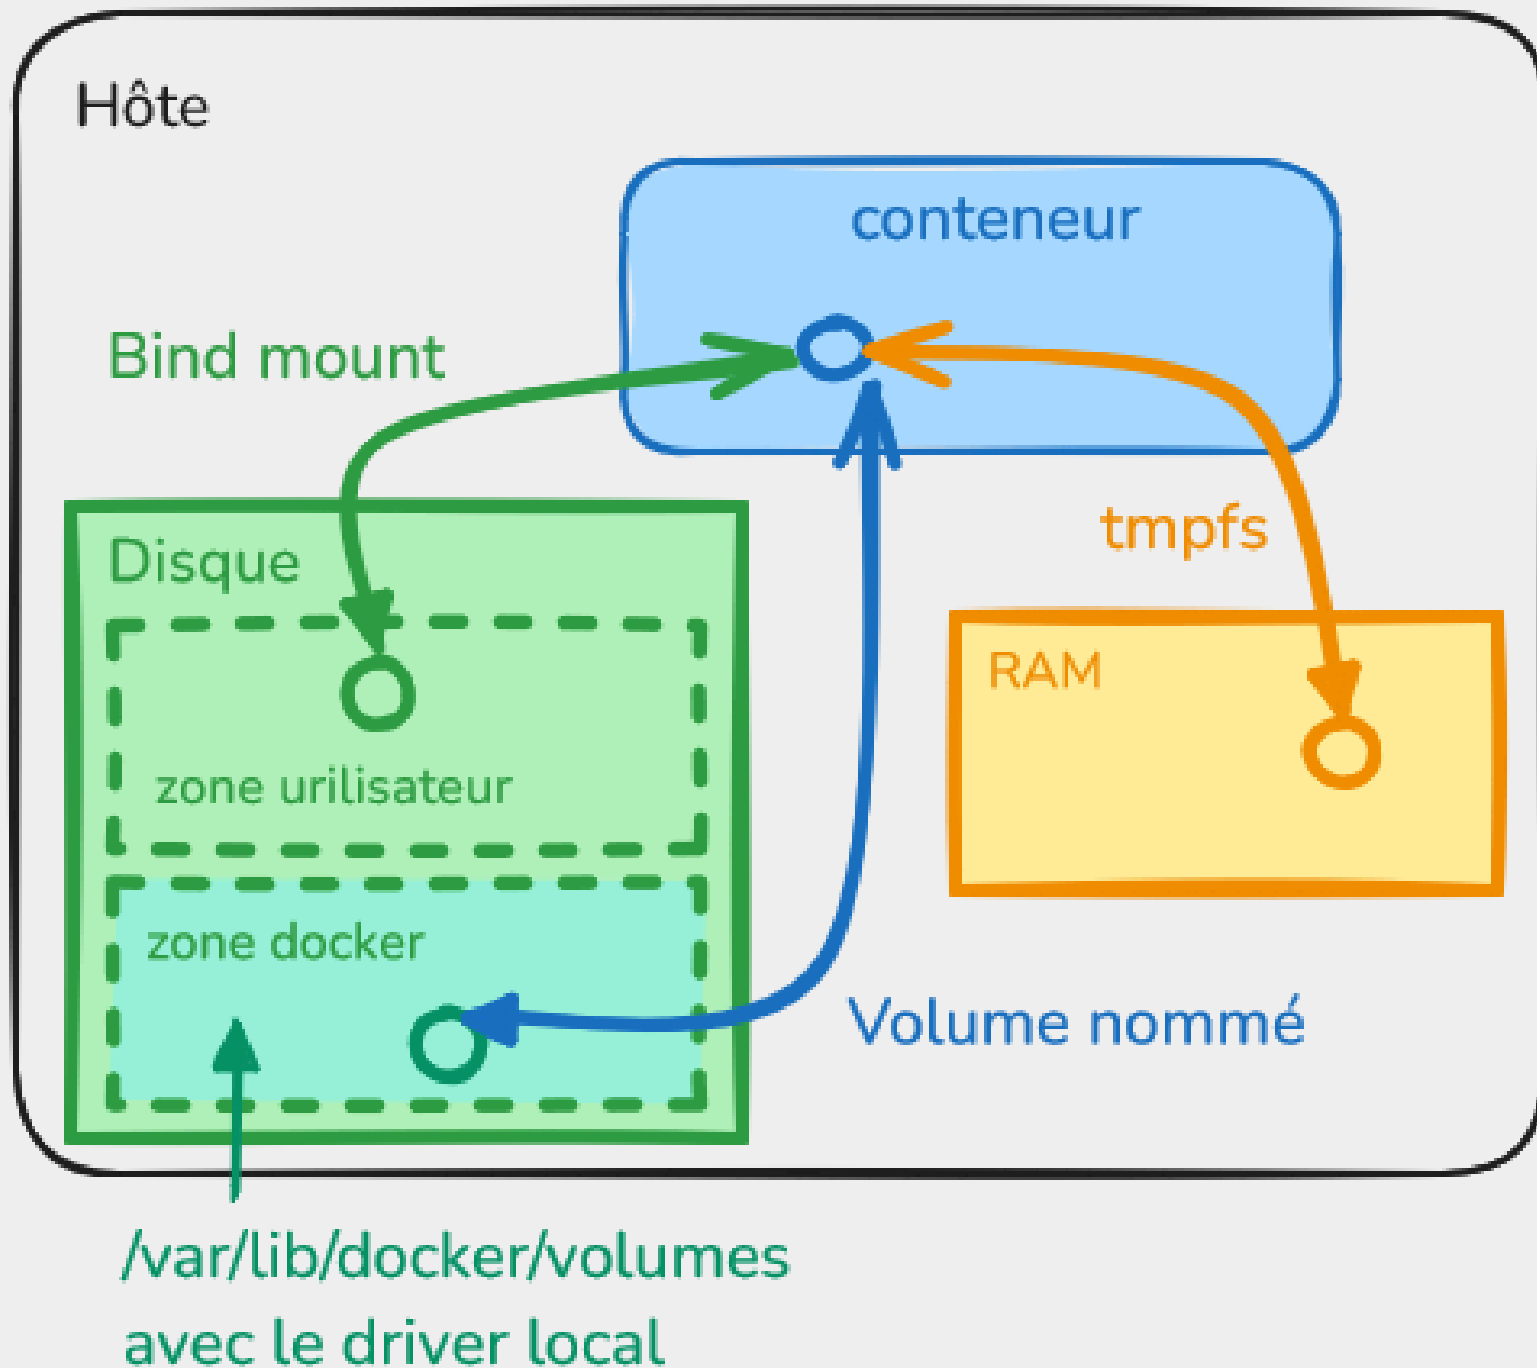 Hôte
conteneur
Bind mount
Disque
tmpfs
RAM
zone urilisateur
zone docker
Volume nommé
/var/lib/docker/volumes
avec le driver local